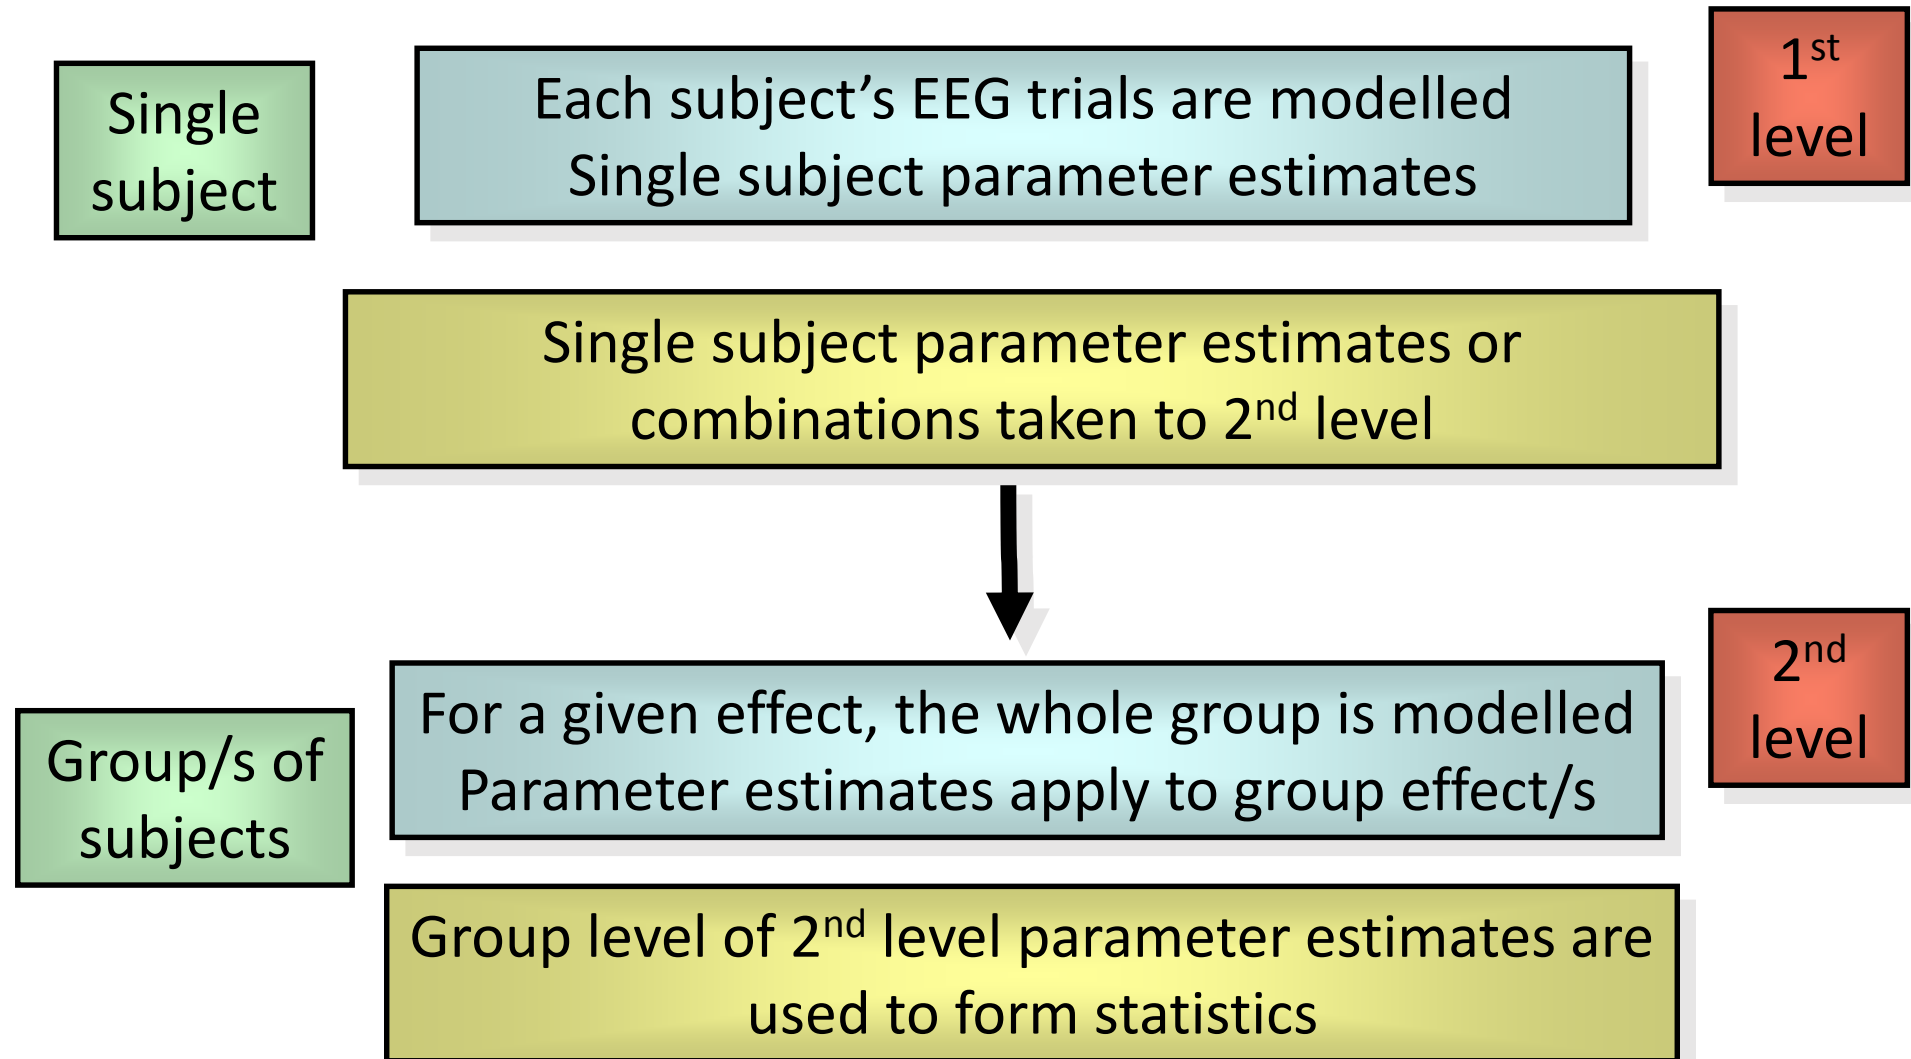 Single
subject
Each subject’s EEG trials are modelled
Single subject parameter estimates
1st
level
Single subject parameter estimates or
combinations taken to 2nd level
Group/s of
subjects
For a given effect, the whole group is modelled
Parameter estimates apply to group effect/s
2nd
level
Group level of 2nd level parameter estimates are
used to form statistics